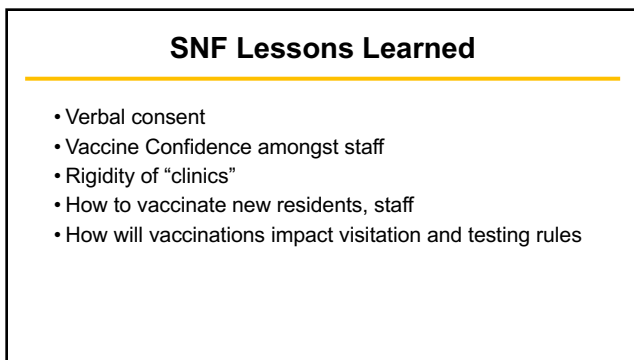 SNF Lessons Learned
• Verbal consent
• Vaccine Confidence amongst staff
• Rigidity of “clinics”
• How to vaccinate new residents, staff
• How will vaccinations impact visitation and testing rules